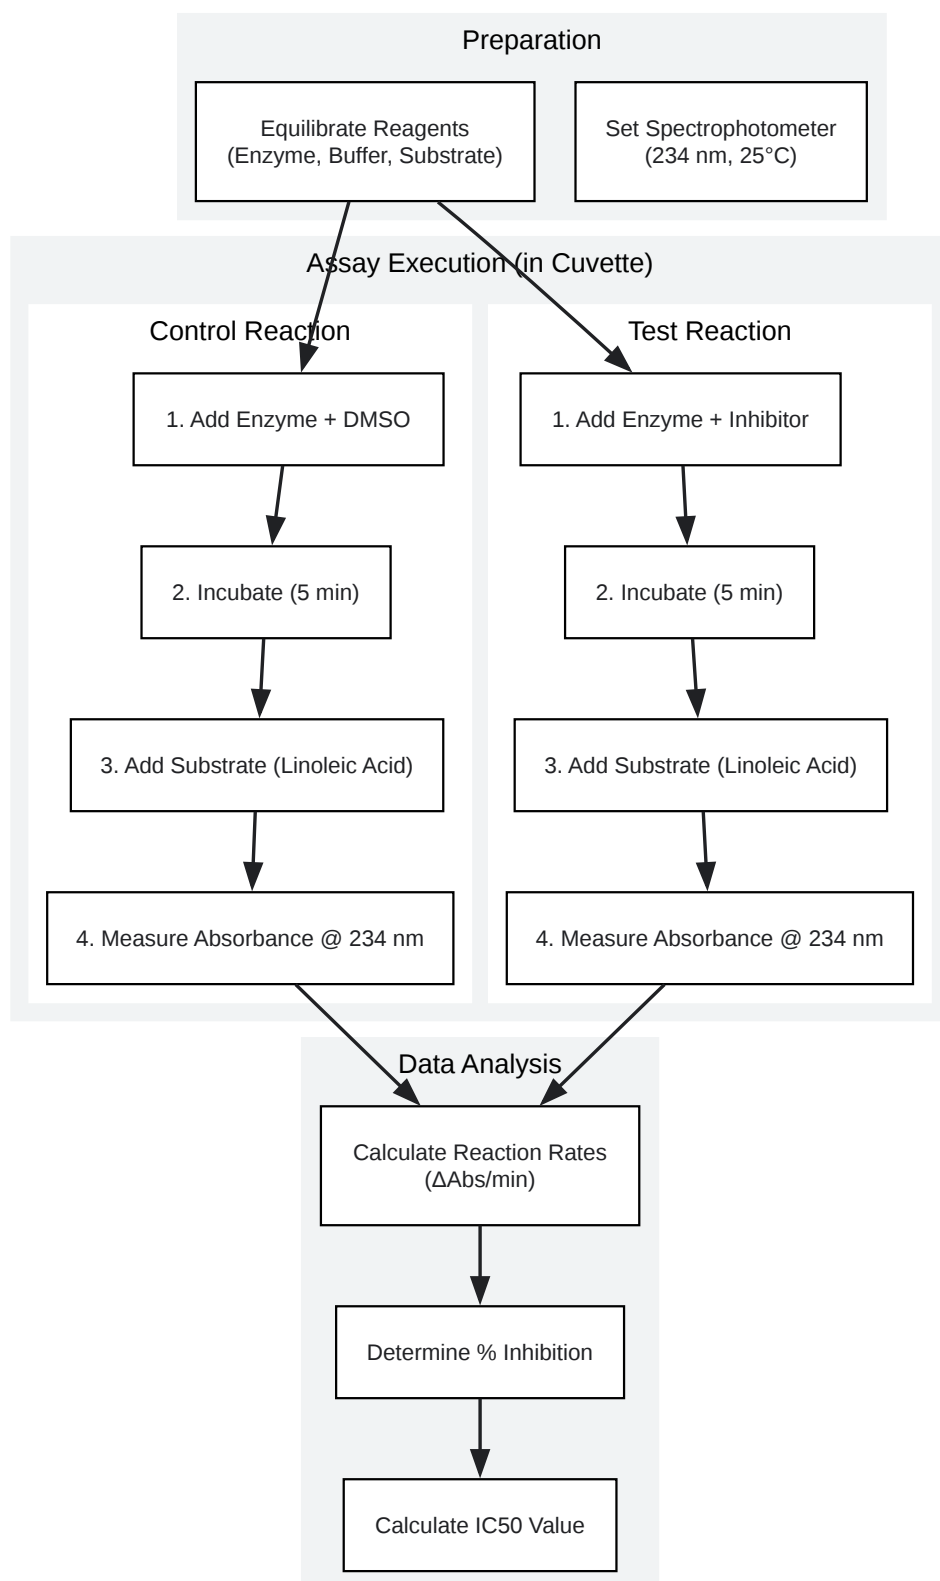 Preparation
Equilibrate Reagents
(Enzyme, Buffer, Substrate)
Set Spectrophotometer
(234 nm, 25°C)
Assay Execution (in Cuvette)
Control Reaction
1. Add Enzyme + DMSO
2. Incubate (5 min)
3. Add Substrate (Linoleic Acid)
4. Measure Absorbance @ 234 nm
Test Reaction
1. Add Enzyme + Inhibitor
2. Incubate (5 min)
3. Add Substrate (Linoleic Acid)
4. Measure Absorbance @ 234 nm
Data Analysis
Calculate Reaction Rates
(ΔAbs/min)
Determine % Inhibition
Calculate IC50 Value